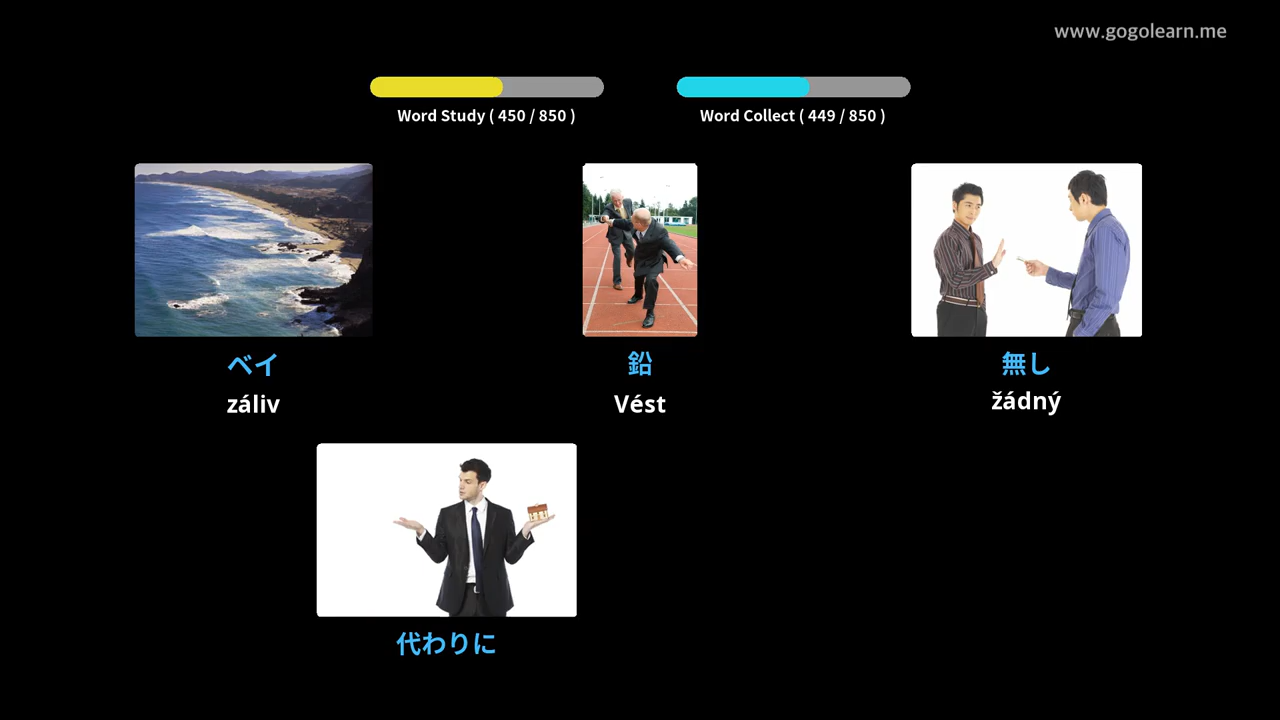 www.gogolearn.me
Word Study ( 450 / 850 )
Word Collect ( 449 / 850 )
ベイ
záliv
鉛
Vést
無し
žádný
代わりに